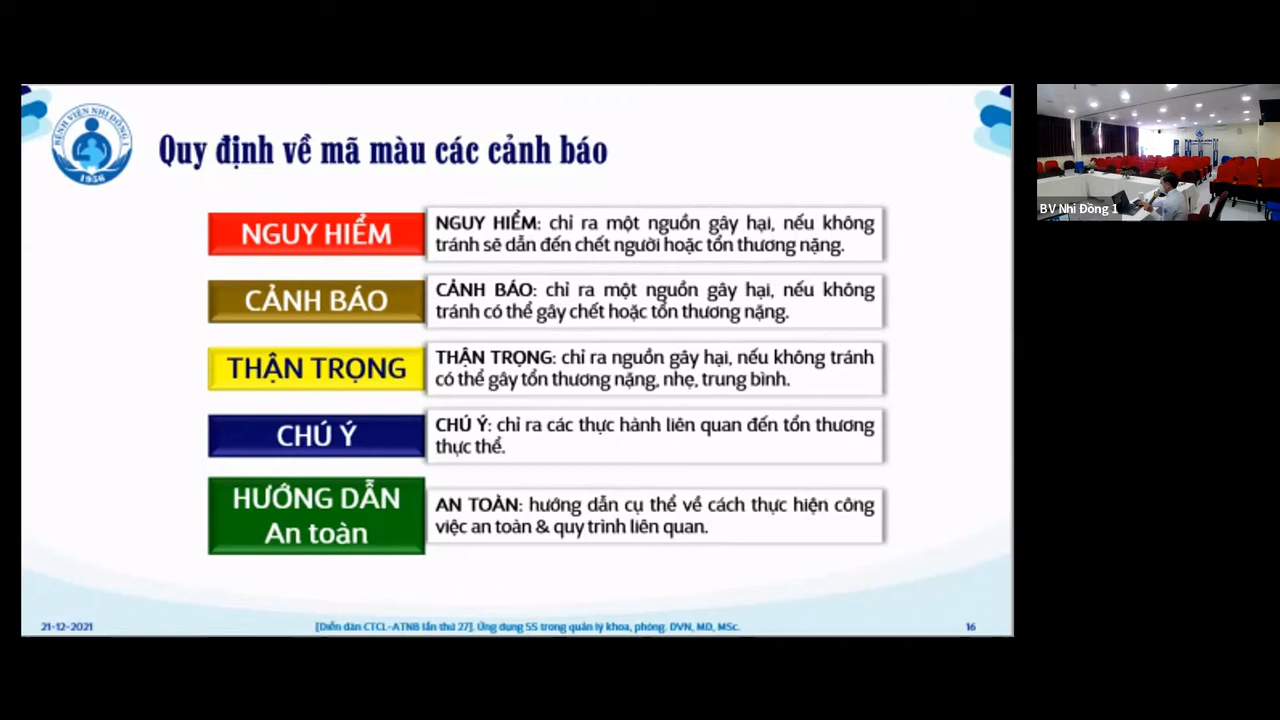 BỆNH VIỆN NHI ĐỒNG 1
1956
Quy định về mã màu các cảnh báo
NGUY HIỂM
NGUY HIỂM: chỉ ra một nguồn gây hại, nếu không
tránh sẽ dẫn đến chết người hoặc tổn thương nặng.
CẢNH BÁO
CẢNH BÁO: chỉ ra một nguồn gây hại, nếu không
tránh có thể gây chết hoặc tổn thương nặng.
THẬN TRỌNG
THẬN TRỌNG: chỉ ra nguồn gây hại, nếu không tránh
có thể gây tổn thương nặng, nhẹ, trung bình.
CHÚ Ý
CHÚ Ý: chỉ ra các thực hành liên quan đến tổn thương
thực thể.
HƯỚNG DẪN
An toàn
AN TOÀN: hướng dẫn cụ thể về cách thực hiện công
việc an toàn & quy trình liên quan.
21-12-2021
[Diễn đàn CTCL-ATNB lần thứ 27]. Ứng dụng 5S trong quản lý khoa, phòng. DVN, MD, MSc.
16
BV Nhi Đồng 1